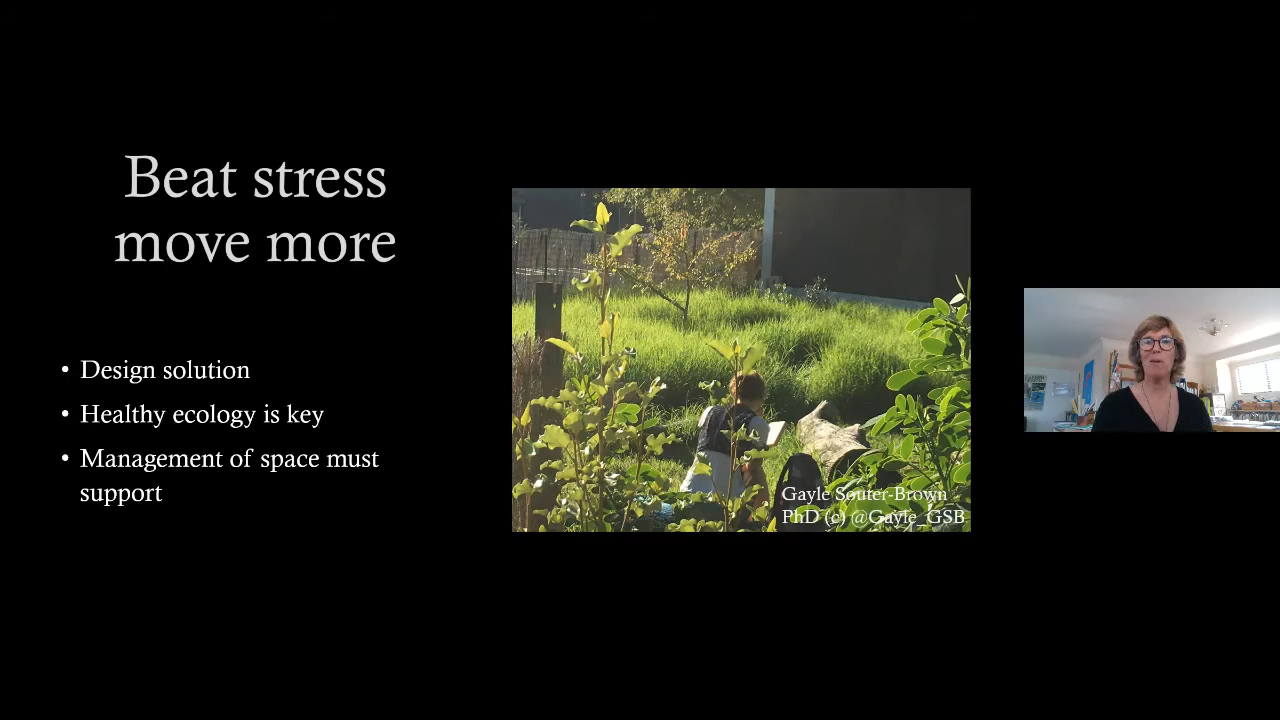 Beat stress
move more
• Design solution
• Healthy ecology is key
• Management of space must
support
Gayle Souter-Brown
PhD (c) @Gayle_GSB